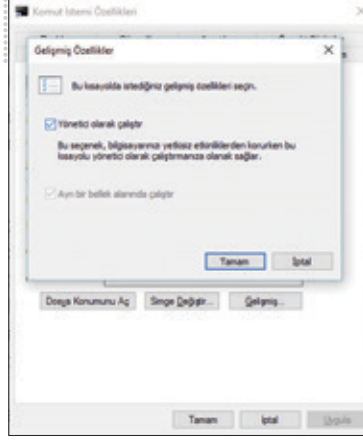 Komut İstemi Özellikleri
Gelişmiş Özellikler
Bu kısayolda istediğiniz gelişmiş özellikleri seçin.
Yönetici olarak çalıştır
Bu seçenek, bilgisayarınızı yetkisiz etkinliklerden korurken bu
kısayolu yönetici olarak çalıştırmanıza olanak sağlar.
Ayrı bir bellek alanında çalıştır
Tamam
İptal
Dosya Konumunu Aç
Simge Değiştir...
Gelişmiş...
Tamam
İptal
Uygula